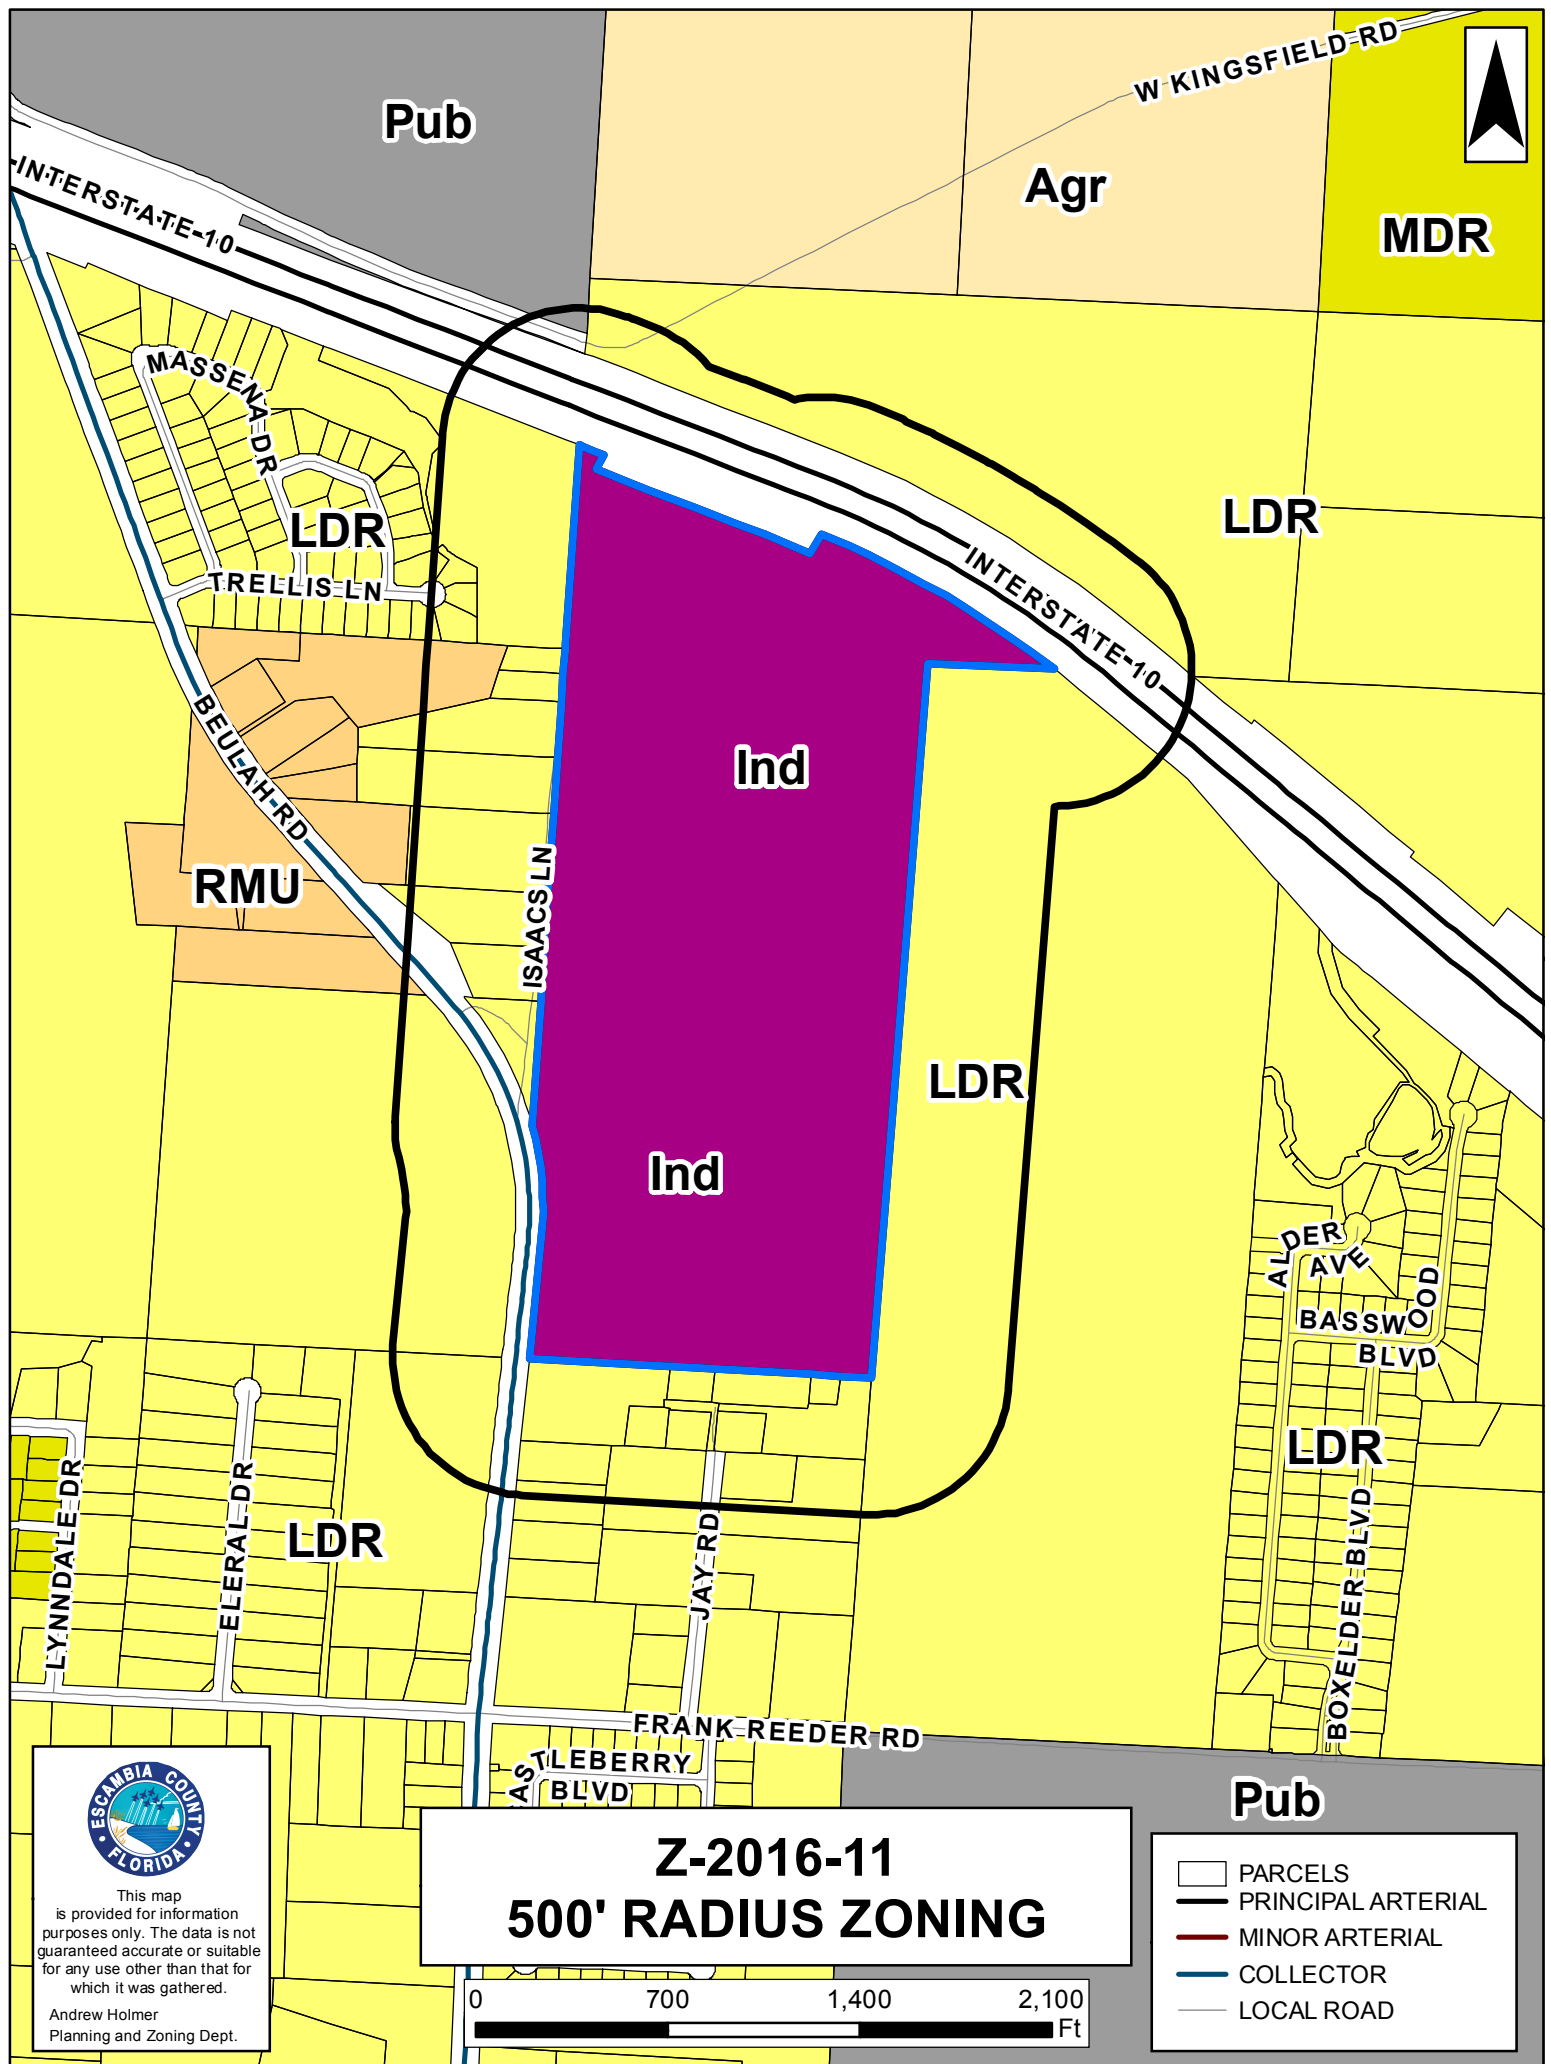 Pub
W KINGSFIELD RD
Agr
MDR
INTERSTATE 10
MASSENA DR
LDR
LDR
TRELLIS LN
INTERSTATE 10
BEULAH RD
Ind
RMU
ISAACS LN
LDR
Ind
ALDER
AVE
BASSWOOD
BLVD
LDR
LYNNDALE DR
ELERAL DR
LDR
JAY RD
BOXELDER BLVD
FRANK REEDER RD
ASTLEBERRY
BLVD
Pub
ESCAMBIA COUNTY
FLORIDA
This map
is provided for information
purposes only. The data is not
guaranteed accurate or suitable
for any use other than that for
which it was gathered.
Andrew Holmer
Planning and Zoning Dept.
Z-2016-11
500' RADIUS ZONING
0 700 1,400 2,100
Ft
PARCELS
PRINCIPAL ARTERIAL
MINOR ARTERIAL
COLLECTOR
LOCAL ROAD